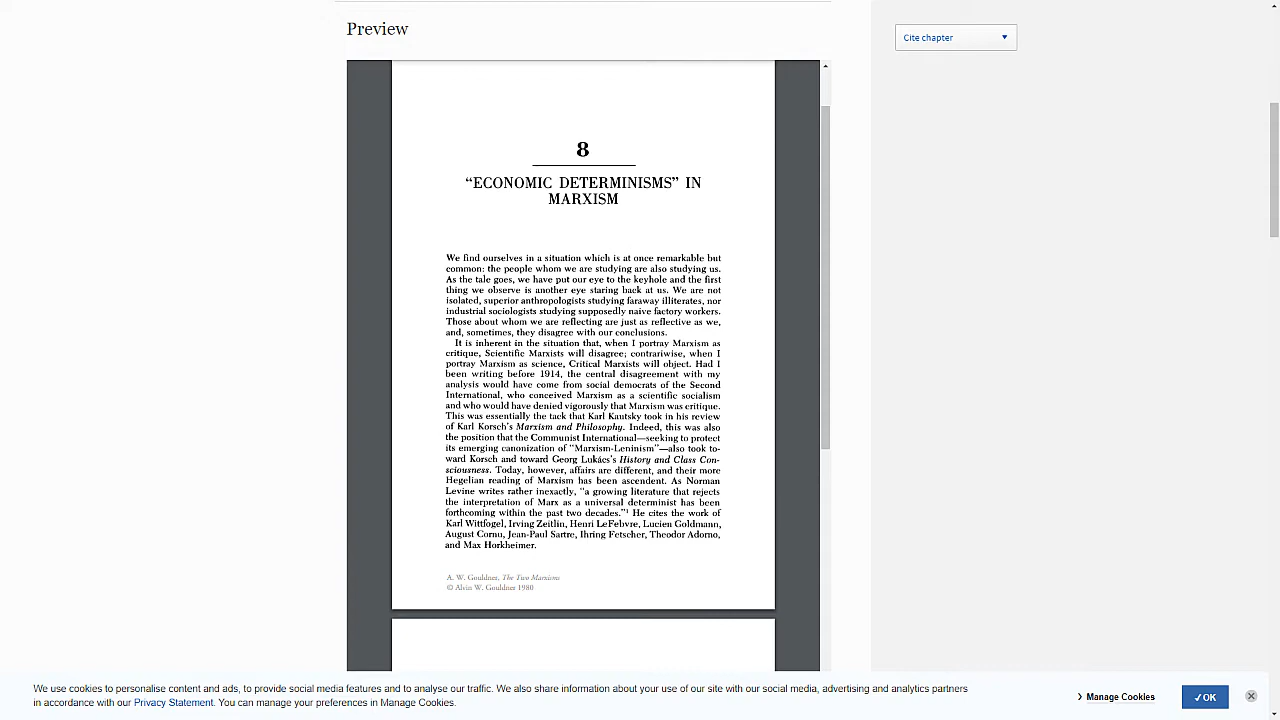 Preview
Cite chapter
8
“ECONOMIC DETERMINISMS” IN
MARXISM
We find ourselves in a situation which is at once remarkable but
common: the people whom we are studying are also studying us.
As the tale goes, we have put our eye to the keyhole and the first
thing we observe is another eye staring back at us. We are not
isolated, superior anthropologists studying faraway illiterates, nor
industrial sociologists studying supposedly naive factory workers.
Those about whom we are reflecting are just as reflective as we,
and, sometimes, they disagree with our conclusions.
It is inherent in the situation that, when I portray Marxism as
critique, Scientific Marxists will disagree; contrariwise, when I
portray Marxism as science, Critical Marxists will object. Had I
been writing before 1914, the central disagreement with my
analysis would have come from social democrats of the Second
International, who conceived Marxism as a scientific socialism
and who would have denied vigorously that Marxism was critique.
This was essentially the tack that Karl Kautsky took in his review
of Karl Korsch's Marxism and Philosophy. Indeed, this was also
the position that the Communist International—seeking to protect
its emerging canonization of “Marxism-Leninism”—also took to-
ward Korsch and toward Georg Lukács's History and Class Con-
sciousness. Today, however, affairs are different, and their more
Hegelian reading of Marxism has been ascendent. As Norman
Levine writes rather inexactly, “a growing literature that rejects
the interpretation of Marx as a universal determinist has been
forthcoming within the past two decades.”¹ He cites the work of
Karl Wittfogel, Irving Zeitlin, Henri LeFebvre, Lucien Goldmann,
August Cornu, Jean-Paul Sartre, Ihring Fetscher, Theodor Adorno,
and Max Horkheimer.
A. W. Gouldner, The Two Marxisms
© Alvin W. Gouldner 1980
We use cookies to personalise content and ads, to provide social media features and to analyse our traffic. We also share information about your use of our site with our social media, advertising and analytics partners
in accordance with our Privacy Statement. You can manage your preferences in Manage Cookies.
Manage Cookies
✓OK